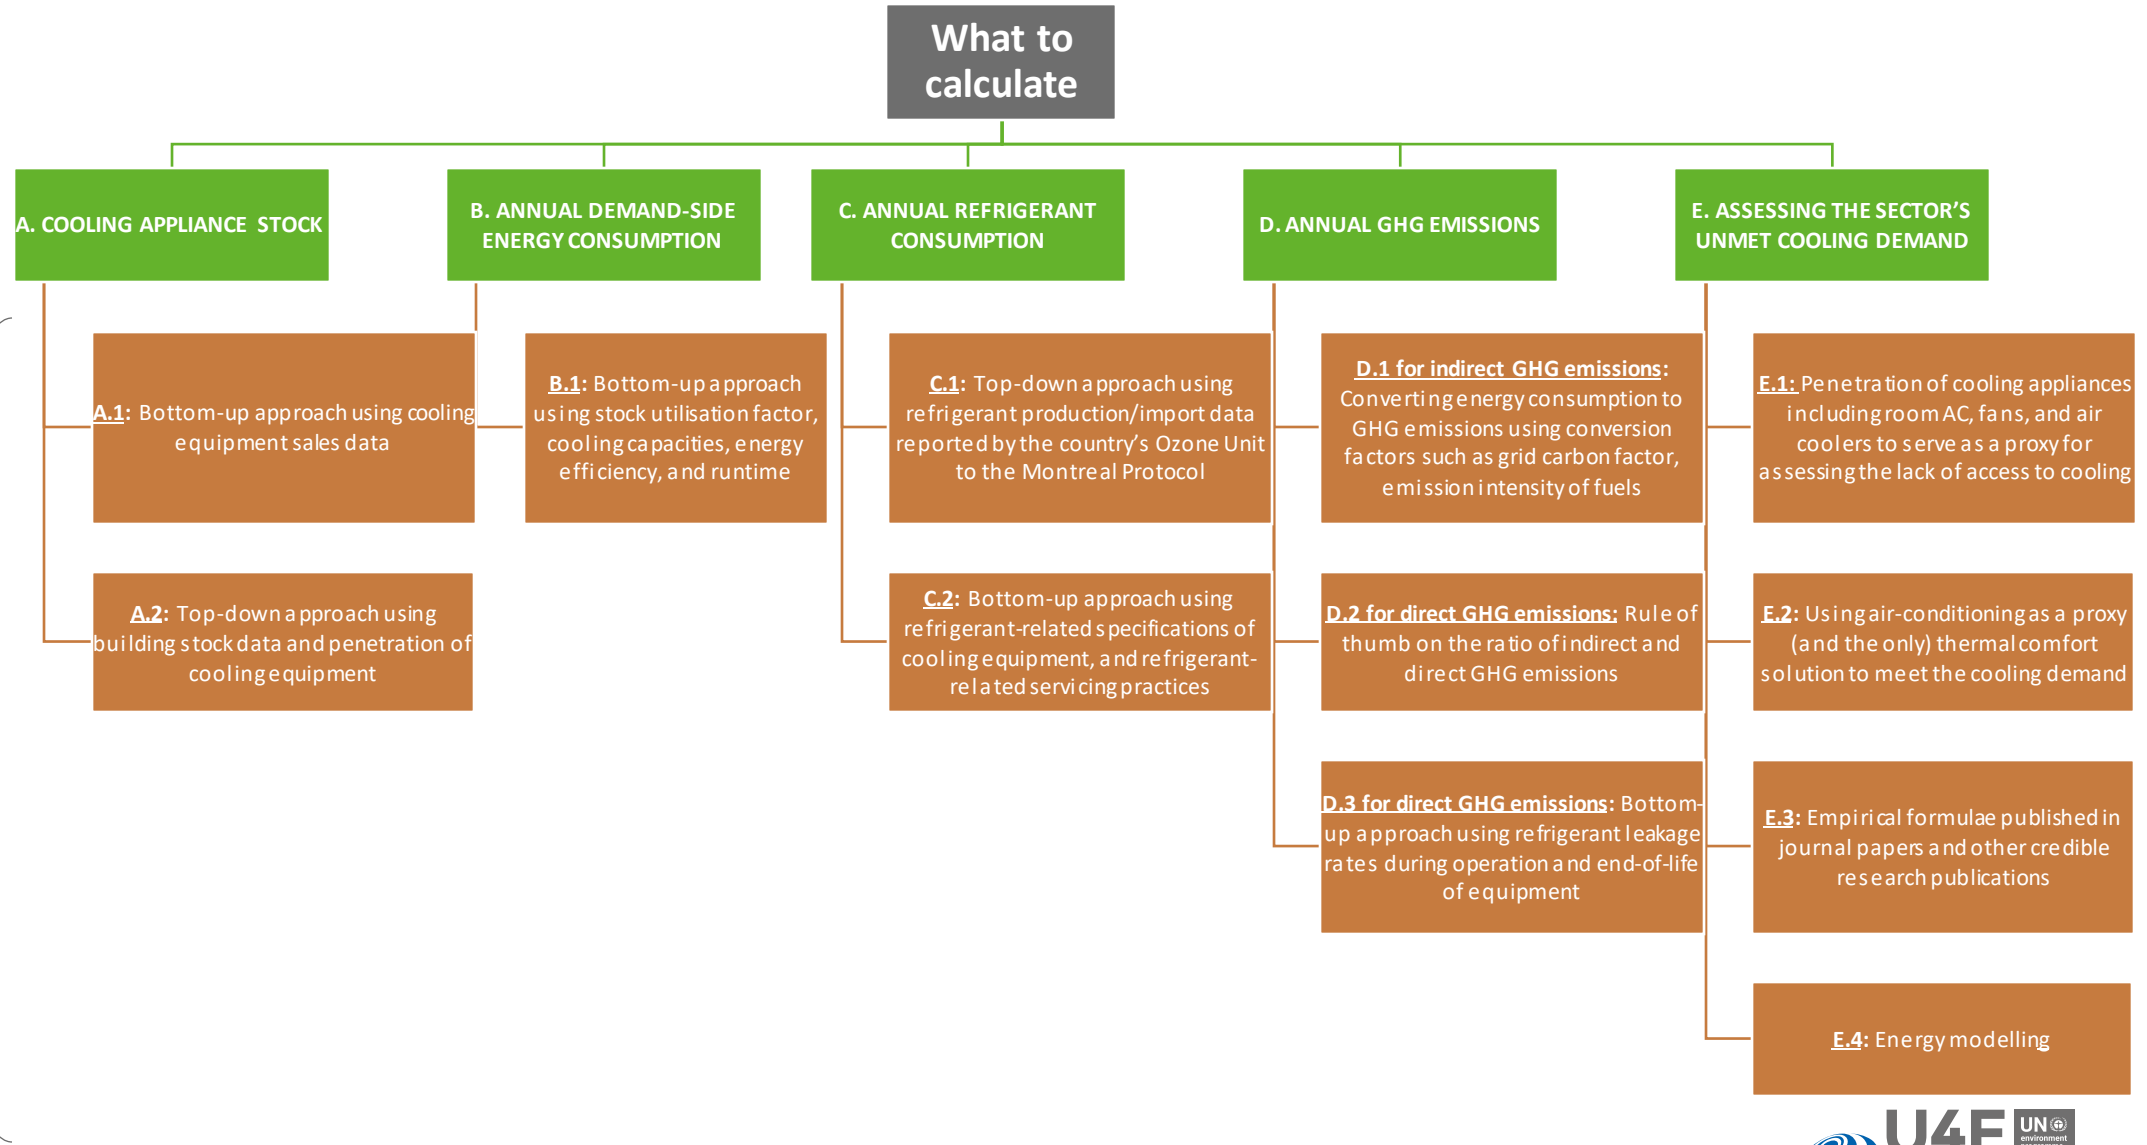 What to
calculate
A. COOLING APPLIANCE STOCK
B. ANNUAL DEMAND-SIDE
ENERGY CONSUMPTION
C. ANNUAL REFRIGERANT
CONSUMPTION
D. ANNUAL GHG EMISSIONS
E. ASSESSING THE SECTOR’S
UNMET COOLING DEMAND
A.1: Bottom-up approach using cooling
equipment sales data
A.2: Top-down approach using
building stock data and penetration of
cooling equipment
B.1: Bottom-up approach
using stock utilisation factor,
cooling capacities, energy
efficiency, and runtime
C.1: Top-down approach using
refrigerant production/import data
reported by the country’s Ozone Unit
to the Montreal Protocol
C.2: Bottom-up approach using
refrigerant-related specifications of
cooling equipment, and refrigerant-
related servicing practices
D.1 for indirect GHG emissions:
Converting energy consumption to
GHG emissions using conversion
factors such as grid carbon factor,
emission intensity of fuels
D.2 for direct GHG emissions: Rule of
thumb on the ratio of indirect and
direct GHG emissions
D.3 for direct GHG emissions: Bottom-
up approach using refrigerant leakage
rates during operation and end-of-life
of equipment
E.1: Penetration of cooling appliances
including room AC, fans, and air
coolers to serve as a proxy for
assessing the lack of access to cooling
E.2: Using air-conditioning as a proxy
(and the only) thermal comfort
solution to meet the cooling demand
E.3: Empirical formulae published in
journal papers and other credible
research publications
E.4: Energy modelling
U4E
UN
environment